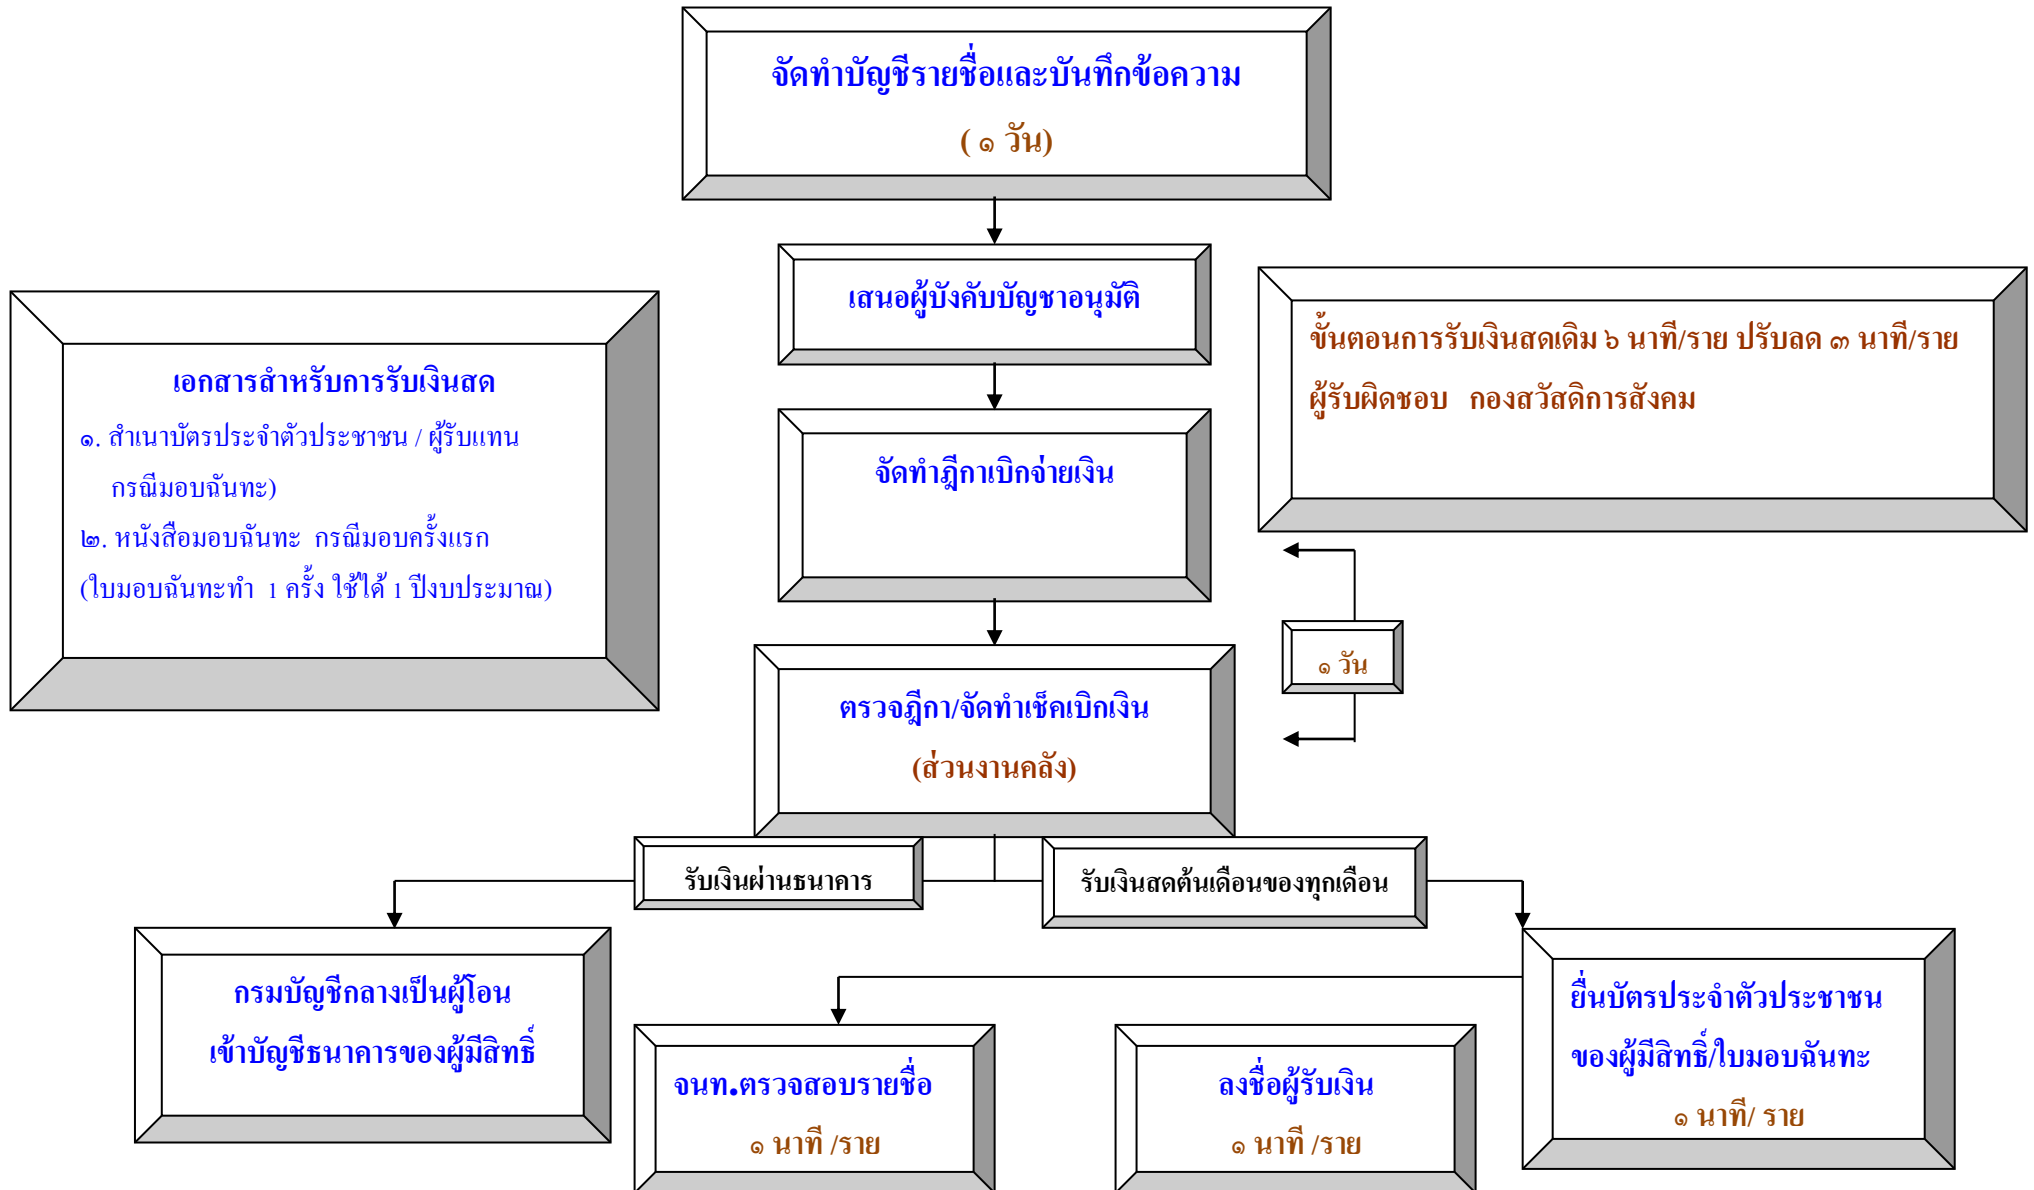 จัดทำบัญชีรายชื่อและบันทึกข้อความ
( ๑ วัน)
เสนอผู้บังคับบัญชาอนุมัติ
ขั้นตอนการรับเงินสดเดิม ๖ นาที/ราย ปรับลด ๓ นาที/ราย
ผู้รับผิดชอบ กองสวัสดิการสังคม
เอกสารสำหรับการรับเงินสด
๑. สำเนาบัตรประจำตัวประชาชน / ผู้รับแทน
กรณีมอบฉันทะ)
๒. หนังสือมอบฉันทะ กรณีมอบครั้งแรก
(ใบมอบฉันทะทำ 1 ครั้ง ใช้ได้ 1 ปีงบประมาณ)
จัดทำฎีกาเบิกจ่ายเงิน
๑ วัน
ตรวจฎีกา/จัดทำเช็คเบิกเงิน
(ส่วนงานคลัง)
รับเงินผ่านธนาคาร
รับเงินสดต้นเดือนของทุกเดือน
กรมบัญชีกลางเป็นผู้โอน
เข้าบัญชีธนาคารของผู้มีสิทธิ์
จนท.ตรวจสอบรายชื่อ
๑ นาที /ราย
ลงชื่อผู้รับเงิน
๑ นาที /ราย
ยื่นบัตรประจำตัวประชาชน
ของผู้มีสิทธิ์/ใบมอบฉันทะ
๑ นาที/ ราย